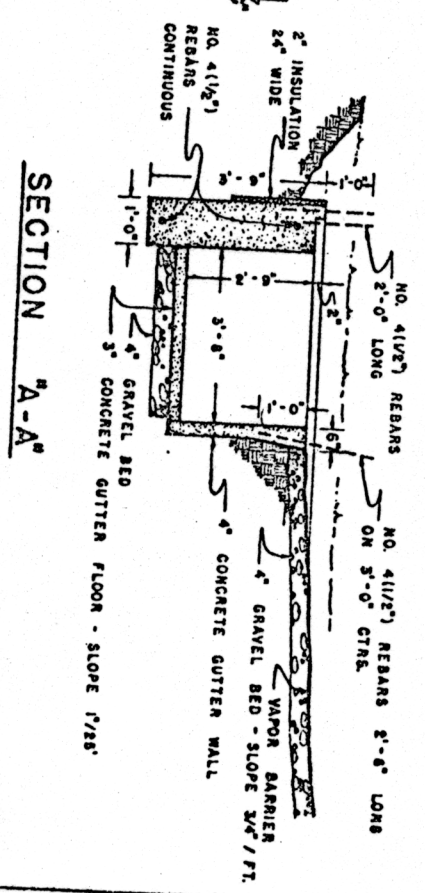 2" INSULATION
24" WIDE
NO. 4(1/2")
REBARS
CONTINUOUS
NO. 4(1/2") REBARS
2'-0" LONG
NO. 4(1/2") REBARS 2'-6" LONG
ON 3'-0" CTRS.
1'-0"
1'-0"
2'-9"
3'-8"
2"
1'-0"
6"
VAPOR BARRIER
4" GRAVEL BED - SLOPE 3/4" / FT.
4" CONCRETE GUTTER WALL
4" GRAVEL BED
3" CONCRETE GUTTER FLOOR - SLOPE 1"/25'
SECTION "A-A"